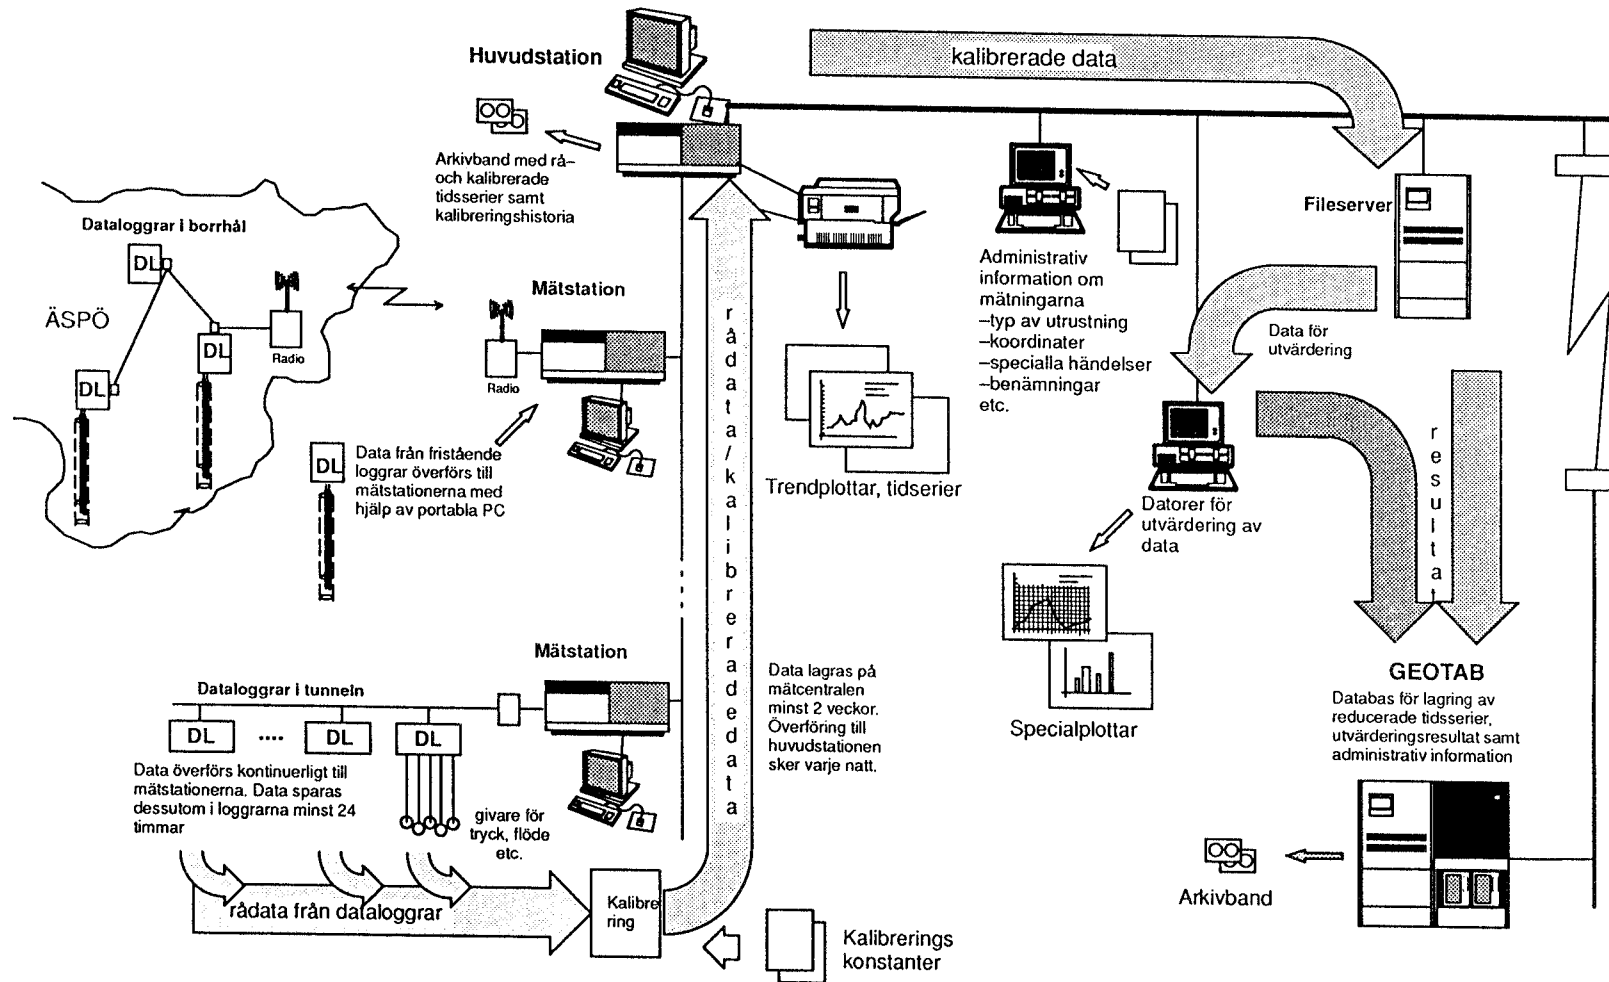 Huvudstation
kalibrerade data
Arkivband med rå–
och kalibrerade
tidsserier samt
kalibreringshistoria
Fileserver
Dataloggrar i borrhål
DL
ÄSPÖ
DL
DL
Radio
Mätstation
Radio
rådata/kalibreradedata
Administrativ
information om
mätningarna
–typ av utrustning
–koordinater
–specialla händelser
–benämningar
etc.
Data för
utvärdering
DL
Data från fristående
loggrar överförs till
mätstationerna med
hjälp av portabla PC
Trendplottar, tidserier
Datorer för
utvärdering av
data
resultat
Mätstation
Dataloggrar i tunneln
DL
....
DL
DL
Data överförs kontinuerligt till
mätstationerna. Data sparas
dessutom i loggrarna minst 24
timmar
givare för
tryck, flöde
etc.
Data lagras på
mätcentralen
minst 2 veckor.
Överföring till
huvudstationen
sker varje natt.
Specialplottar
GEOTAB
Databas för lagring av
reducerade tidsserier,
utvärderingsresultat samt
administrativ information
Arkivband
rådata från dataloggrar
Kalibre
ring
Kalibrerings
konstanter